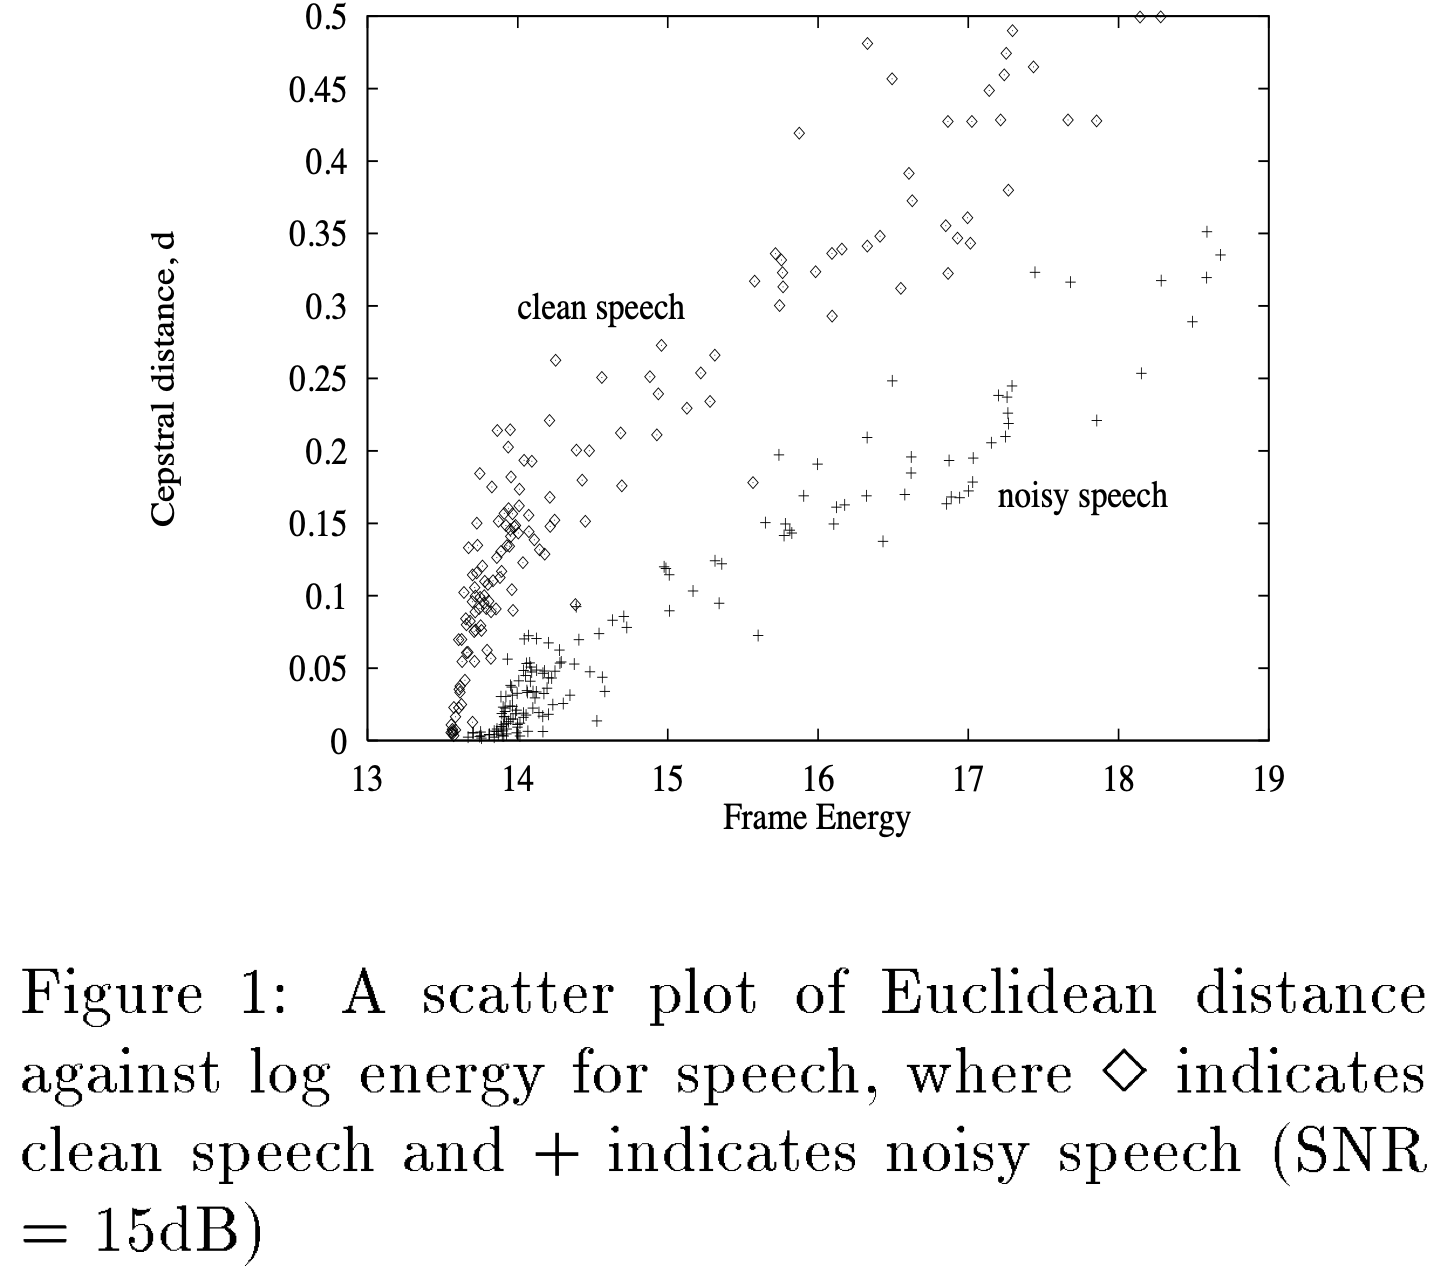 0.5
0.45
0.4
0.35
0.3
0.25
0.2
0.15
0.1
0.05
0
Cepstral distance, d
clean speech
noisy speech
13 14 15 16 17 18 19
Frame Energy
Figure 1: A scatter plot of Euclidean distance
against log energy for speech, where ◇ indicates
clean speech and + indicates noisy speech (SNR
= 15dB)